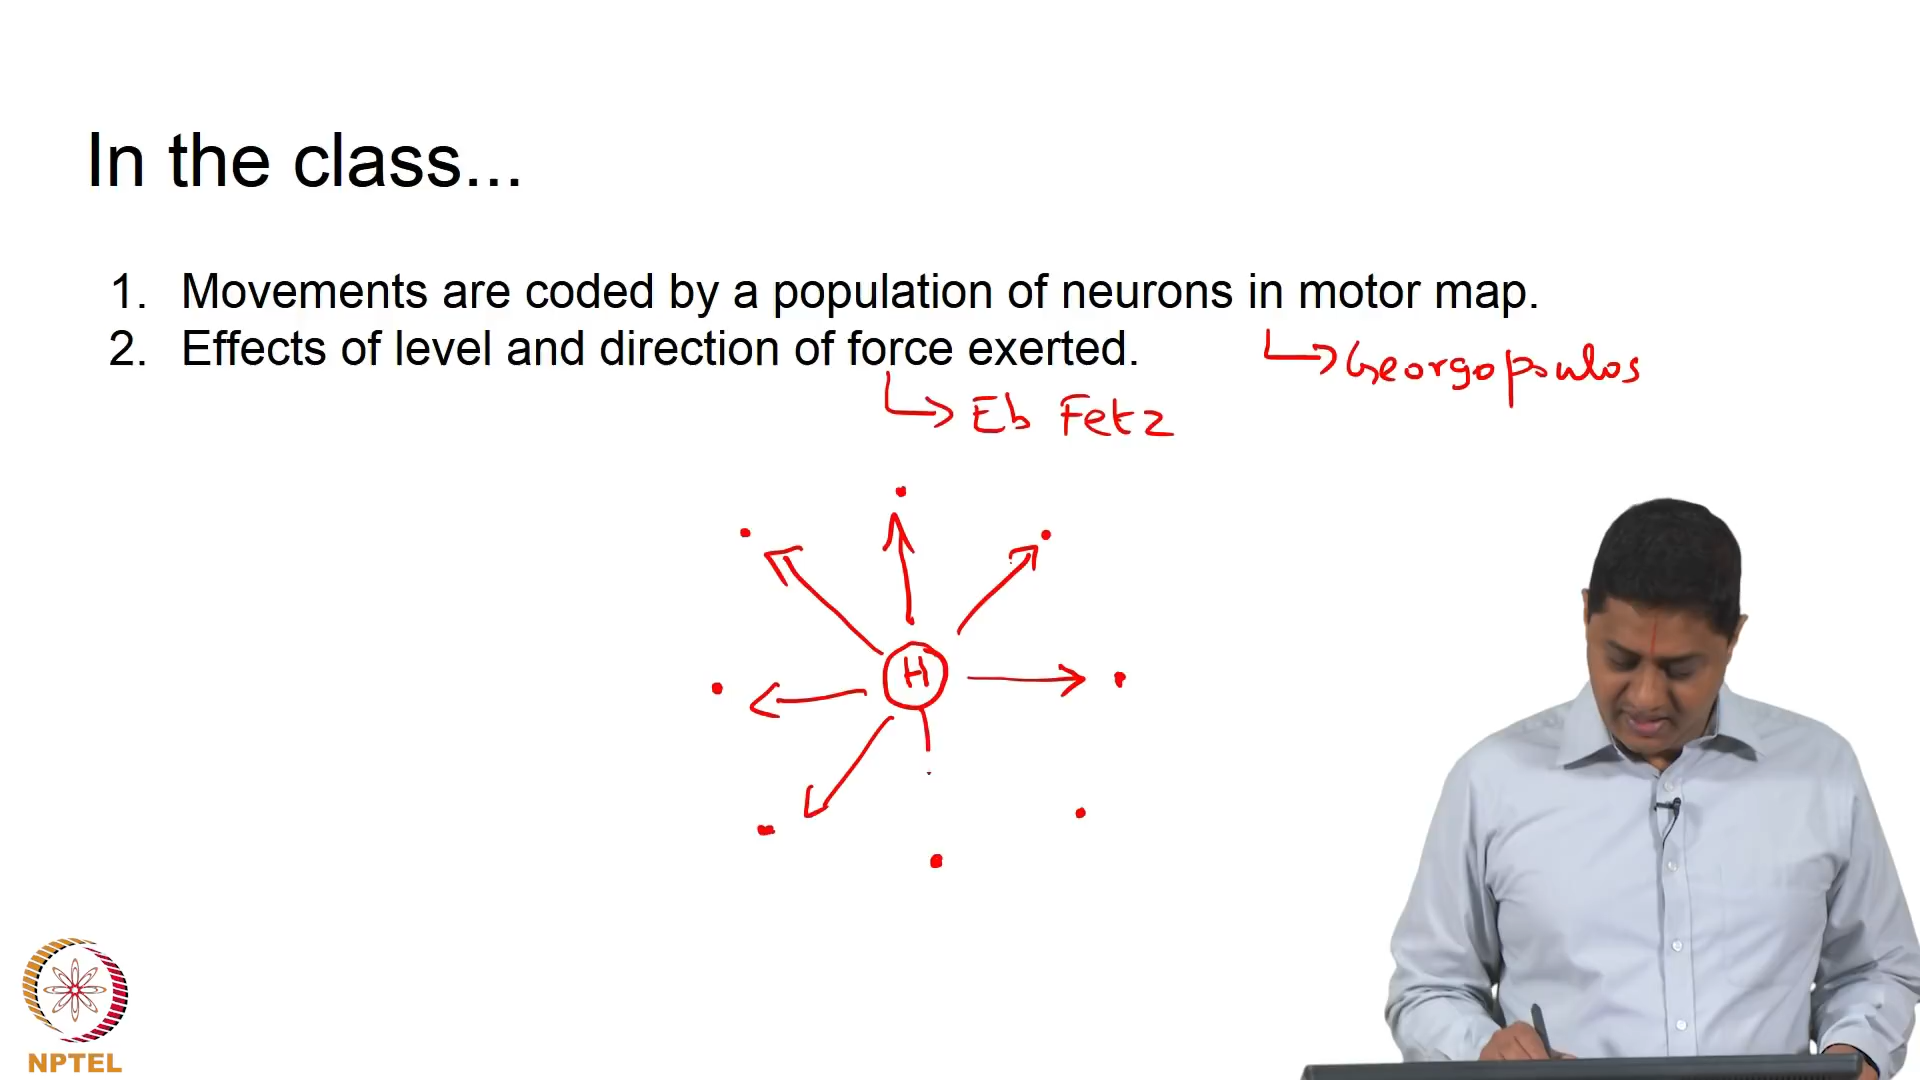 In the class...
1. Movements are coded by a population of neurons in motor map.
2. Effects of level and direction of force exerted.
Georgopoulos
Eb Fetz
H
NPTEL